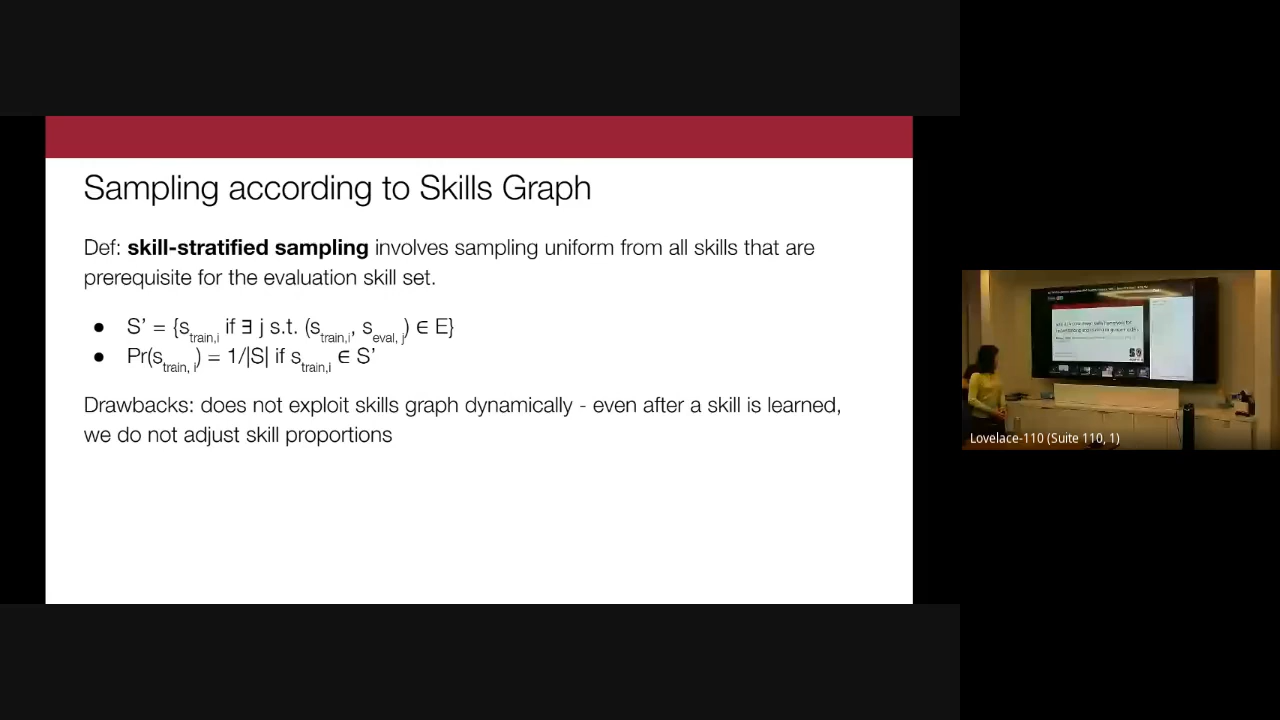 Sampling according to Skills Graph
Def: skill-stratified sampling involves sampling uniform from all skills that are
prerequisite for the evaluation skill set.
● S’ = {s_train,i if ∃ j s.t. (s_train,i, s_eval, j) ∈ E}
● Pr(s_train, i) = 1/|S| if s_train,i ∈ S’
Drawbacks: does not exploit skills graph dynamically - even after a skill is learned,
we do not adjust skill proportions
Lovelace-110 (Suite 110, 1)